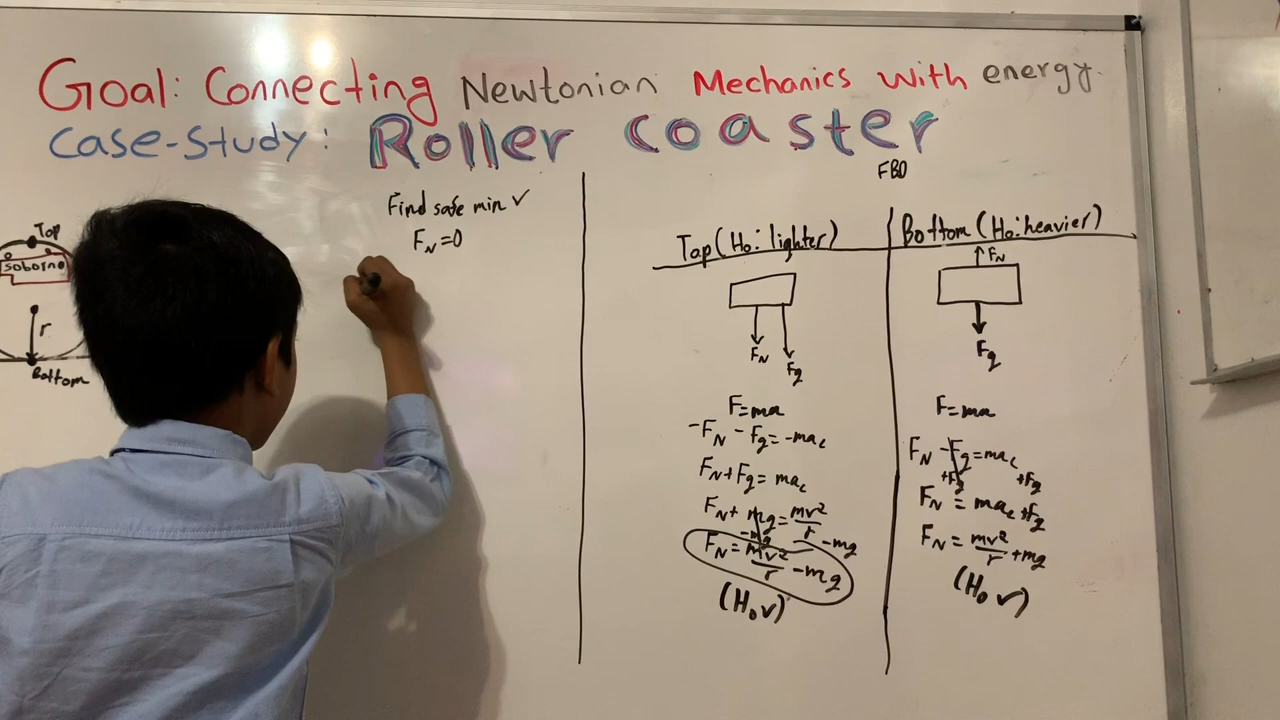 Goal: Connecting Newtonian Mechanics with energy.
Case-Study: Roller coaster
Top
soborno
r
Bottom
Find safe min v
F_N=0
FBD
Top (H₀: lighter)
F_N
F_g
F=ma
-F_N - F_g = -ma_c
F_N + F_g = ma_c
F_N + mg = mv²/r
-mg -mg
F_N = mv²/r - mg
(H₀ ✓)
Bottom (H₀: heavier)
F_N
F_g
F=ma
F_N - F_g = ma_c
+F_g +F_g
F_N = ma_c + F_g
F_N = mv²/r + mg
(H₀ ✓)